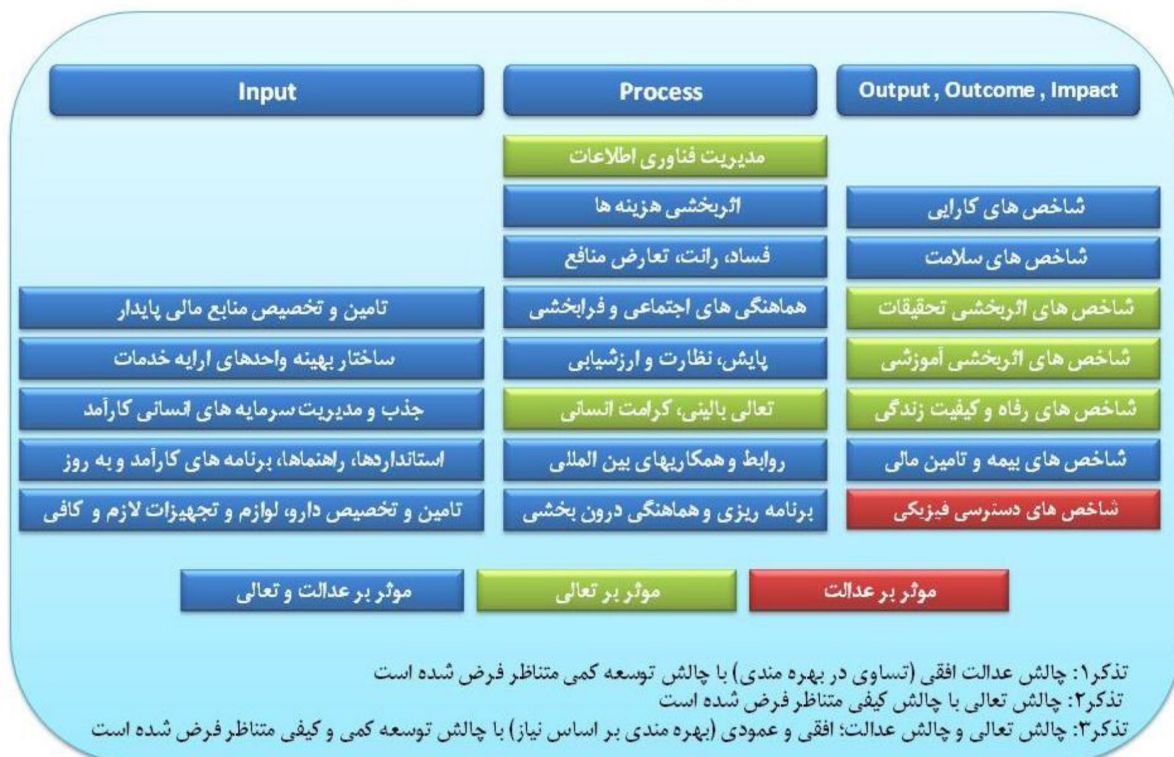 Input
Process
Output , Outcome , Impact
مدیریت فناوری اطلاعات
اثربخشی هزینه ها
شاخص های کارایی
فساد، رانت، تعارض منافع
شاخص های سلامت
تامین و تخصیص منابع مالی پایدار
هماهنگی های اجتماعی و فرابخشی
شاخص های اثربخشی تحقیقات
ساختار بهینه واحدهای ارایه خدمات
پایش، نظارت و ارزشیابی
شاخص های اثربخشی آموزشی
جذب و مدیریت سرمایه های انسانی کارآمد
تعالی بالینی، کرامت انسانی
شاخص های رفاه و کیفیت زندگی
استانداردها، راهنماها، برنامه های کارآمد و به روز
روابط و همکاریهای بین المللی
شاخص های بیمه و تامین مالی
تامین و تخصیص دارو، لوازم و تجهیزات لازم و کافی
برنامه ریزی و هماهنگی درون بخشی
شاخص های دسترسی فیزیکی
موثر بر عدالت و تعالی
موثر بر تعالی
موثر بر عدالت
تذکر۱: چالش عدالت افقی (تساوی در بهره مندی) با چالش توسعه کمی متناظر فرض شده است
تذکر۲: چالش تعالی با چالش کیفی متناظر فرض شده است
تذکر۳: چالش تعالی و چالش عدالت؛ افقی و عمودی (بهره مندی بر اساس نیاز) با چالش توسعه کمی و کیفی متناظر فرض شده است